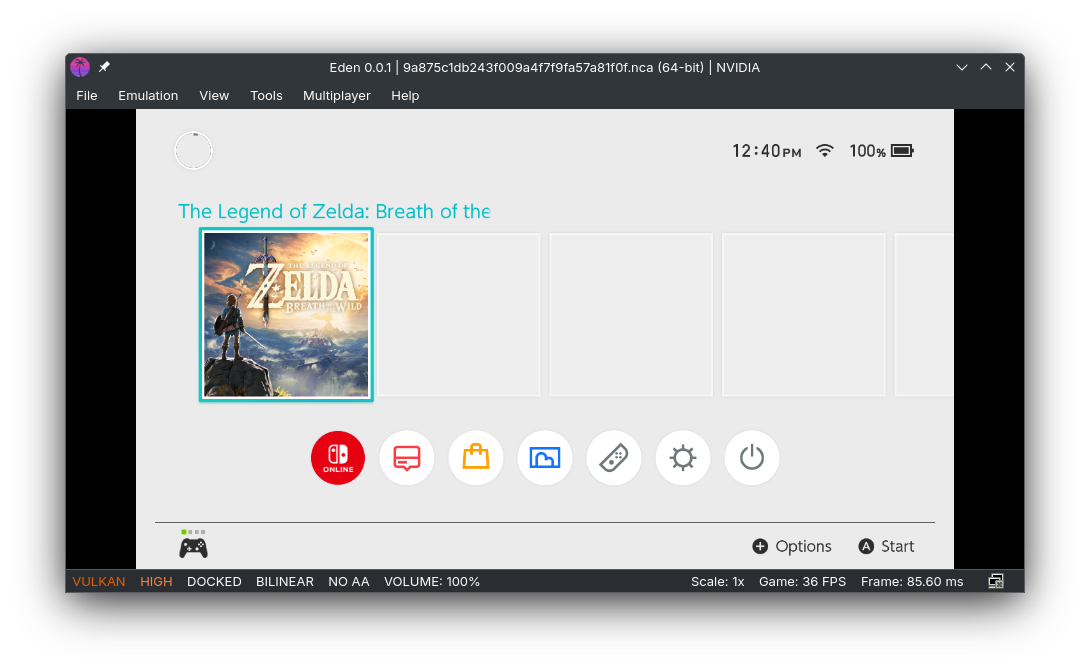 Eden 0.0.1 | 9a875c1db243f009a4f7f9fa57a81f0f.nca (64-bit) | NVIDIA
File Emulation View Tools Multiplayer Help
12:40PM 100%
The Legend of Zelda: Breath of the
THE LEGEND OF
ZELDA
BREATH OF THE WILD
ONLINE
Options Start
VULKAN HIGH DOCKED BILINEAR NO AA VOLUME: 100% Scale: 1x Game: 36 FPS Frame: 85.60 ms